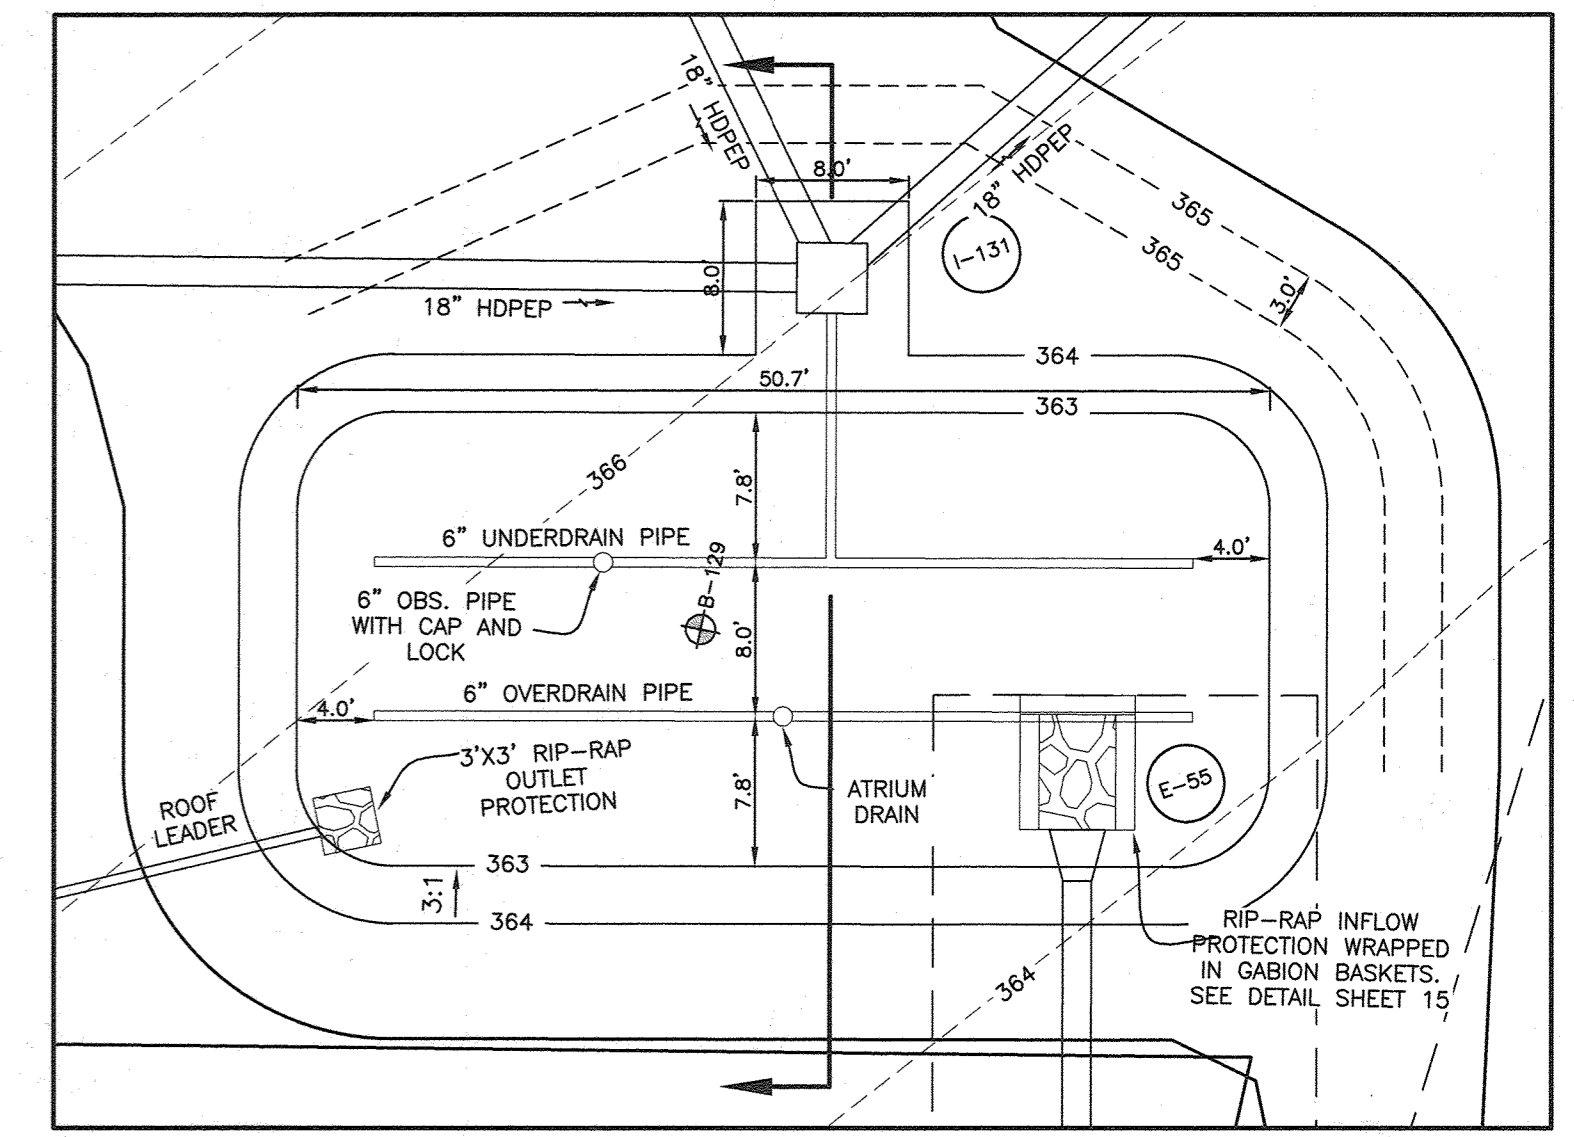 18" HDPEP
8.0'
18" HDPEP
365
365
I-131
3.0'
8.0'
18" HDPEP
364
50.7'
363
366
7.8'
6" UNDERDRAIN PIPE
4.0'
B-129
6" OBS. PIPE
WITH CAP AND
LOCK
8.0'
6" OVERDRAIN PIPE
4.0'
3'X3' RIP-RAP
OUTLET
PROTECTION
7.8'
ATRIUM
DRAIN
E-55
ROOF
LEADER
363
3:1
364
RIP-RAP INFLOW
PROTECTION WRAPPED
IN GABION BASKETS.
SEE DETAIL SHEET 15
364